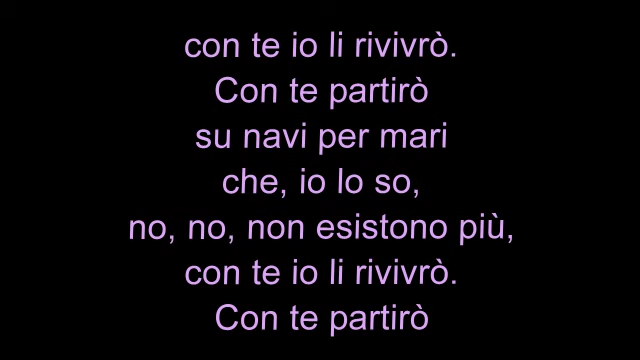 con te io li rivivrò.
Con te partirò
su navi per mari
che, io lo so,
no, no, non esistono più,
con te io li rivivrò.
Con te partirò